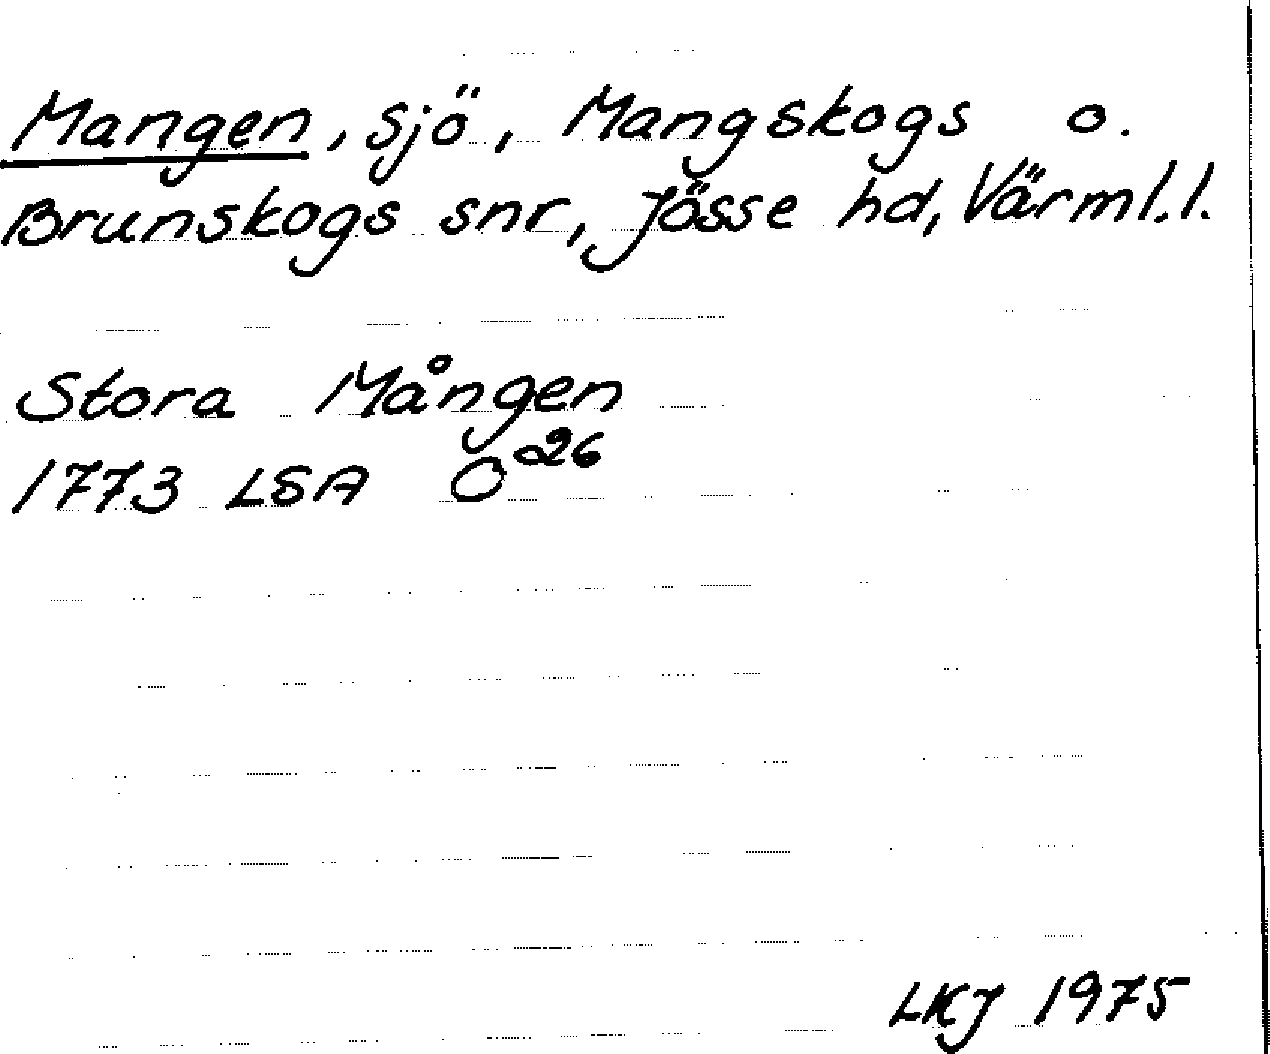 Mangen, sjö, Mangskogs o.
Brunskogs snr, Jösse hd, Värml.l.
Stora Mången
1773 LSA O²⁶
LKJ 1975